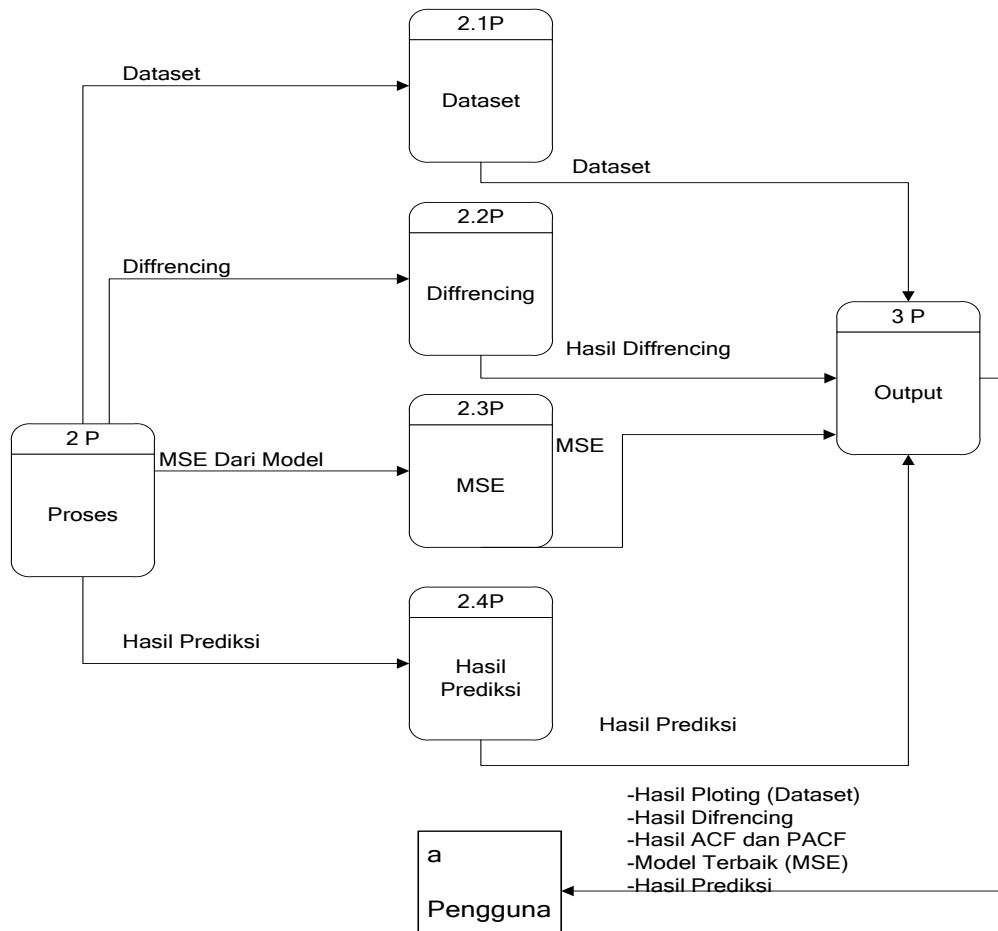 2.1P
Dataset
Dataset
Dataset
2.2P
Diffrencing
Diffrencing
Hasil Diffrencing
3 P
Output
2.3P
MSE
2 P
MSE Dari Model
MSE
Proses
2.4P
Hasil Prediksi
Hasil
Prediksi
Hasil Prediksi
-Hasil Ploting (Dataset)
-Hasil Difrencing
-Hasil ACF dan PACF
-Model Terbaik (MSE)
-Hasil Prediksi
a
Pengguna